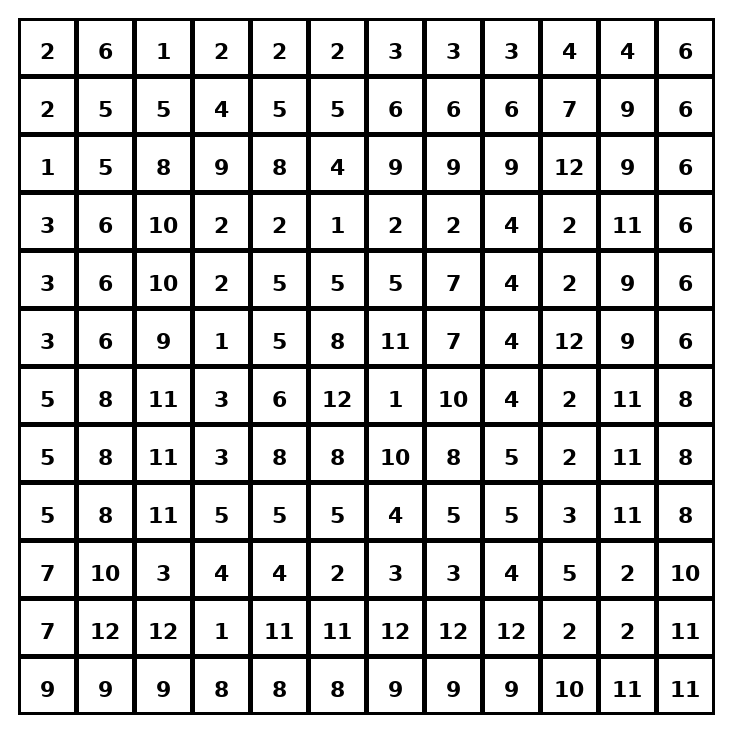 2 6 1 2 2 2 3 3 3 4 4 6
2 5 5 4 5 5 6 6 6 7 9 6
1 5 8 9 8 4 9 9 9 12 9 6
3 6 10 2 2 1 2 2 4 2 11 6
3 6 10 2 5 5 5 7 4 2 9 6
3 6 9 1 5 8 11 7 4 12 9 6
5 8 11 3 6 12 1 10 4 2 11 8
5 8 11 3 8 8 10 8 5 2 11 8
5 8 11 5 5 5 4 5 5 3 11 8
7 10 3 4 4 2 3 3 4 5 2 10
7 12 12 1 11 11 12 12 12 2 2 11
9 9 9 8 8 8 9 9 9 10 11 11